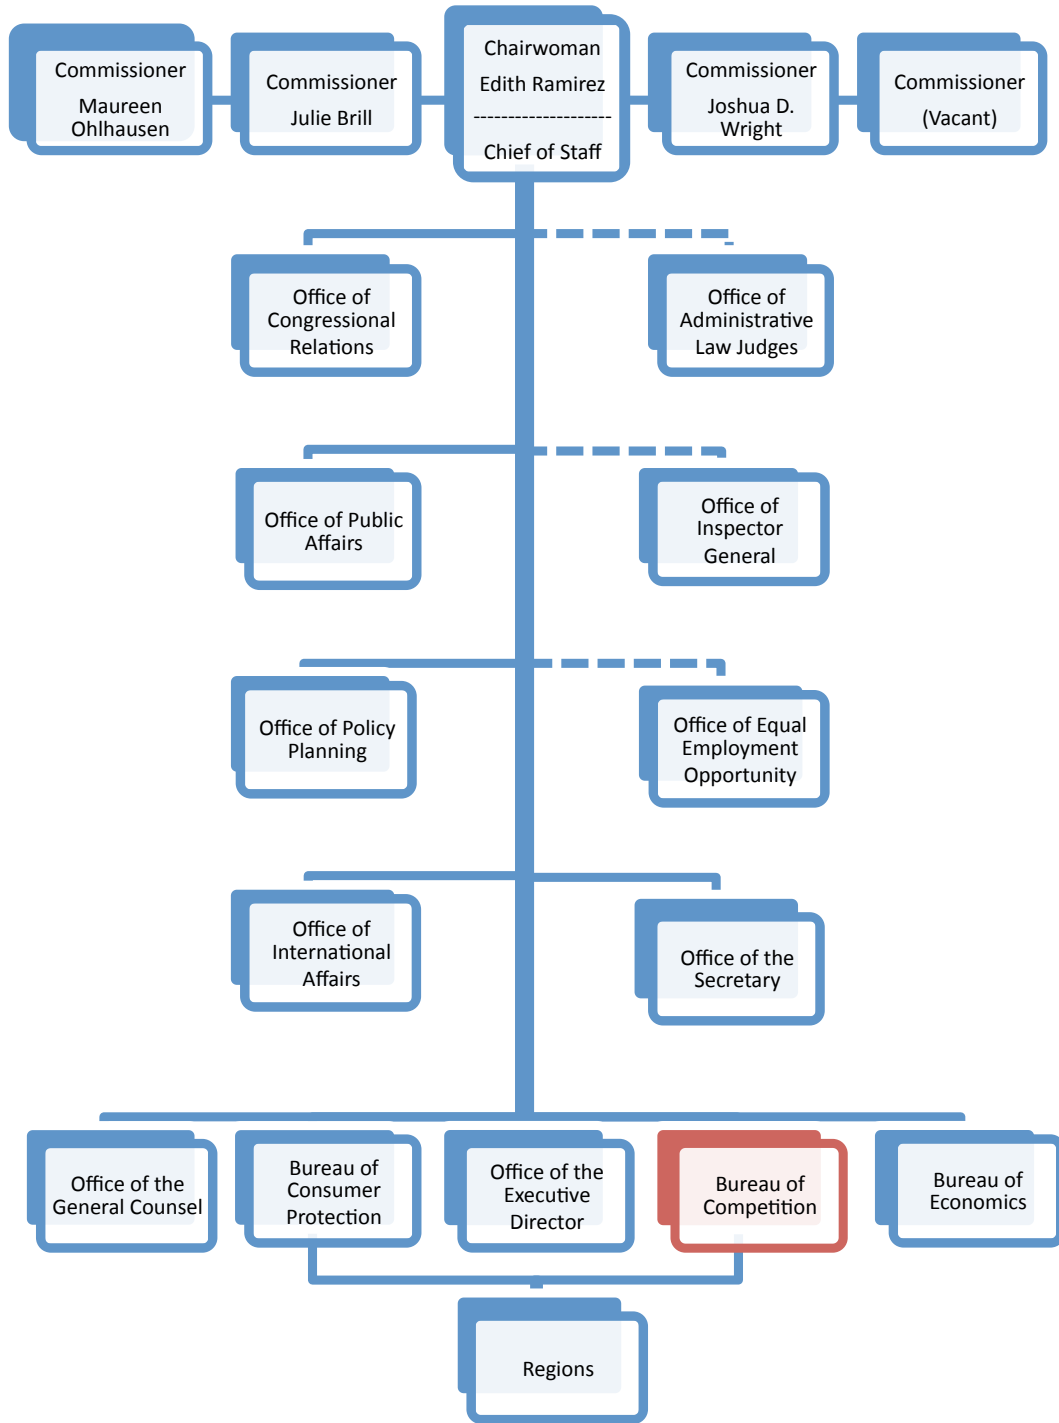 Commissioner
Maureen
Ohlhausen
Commissioner
Julie Brill
Chairwoman
Edith Ramirez
--------------------
Chief of Staff
Commissioner
Joshua D.
Wright
Commissioner
(Vacant)
Office of
Congressional
Relations
Office of
Administrative
Law Judges
Office of Public
Affairs
Office of
Inspector
General
Office of Policy
Planning
Office of Equal
Employment
Opportunity
Office of
International
Affairs
Office of the
Secretary
Office of the
General Counsel
Bureau of
Consumer
Protection
Office of the
Executive
Director
Bureau of
Competition
Bureau of
Economics
Regions